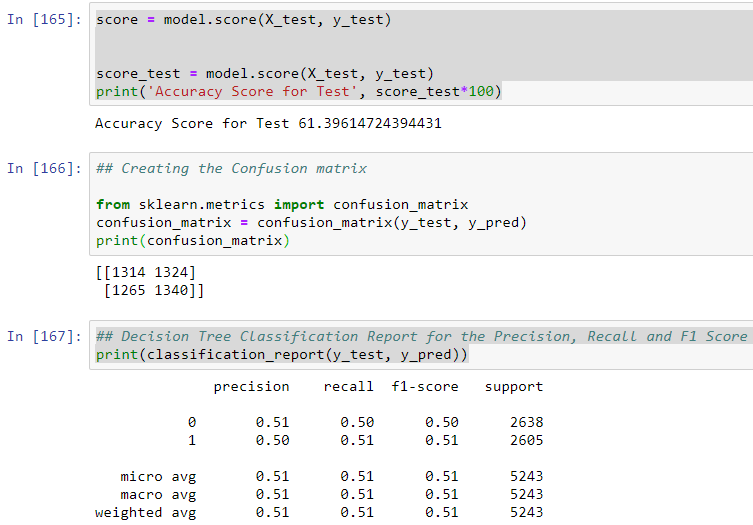 In [165]: score = model.score(X_test, y_test)
score_test = model.score(X_test, y_test)
print('Accuracy Score for Test', score_test*100)
Accuracy Score for Test 61.39614724394431
In [166]: ## Creating the Confusion matrix
from sklearn.metrics import confusion_matrix
confusion_matrix = confusion_matrix(y_test, y_pred)
print(confusion_matrix)
[[1314 1324]
[1265 1340]]
In [167]: ## Decision Tree Classification Report for the Precision, Recall and F1 Score
print(classification_report(y_test, y_pred))
precision recall f1-score support
0 0.51 0.50 0.50 2638
1 0.50 0.51 0.51 2605
micro avg 0.51 0.51 0.51 5243
macro avg 0.51 0.51 0.51 5243
weighted avg 0.51 0.51 0.51 5243